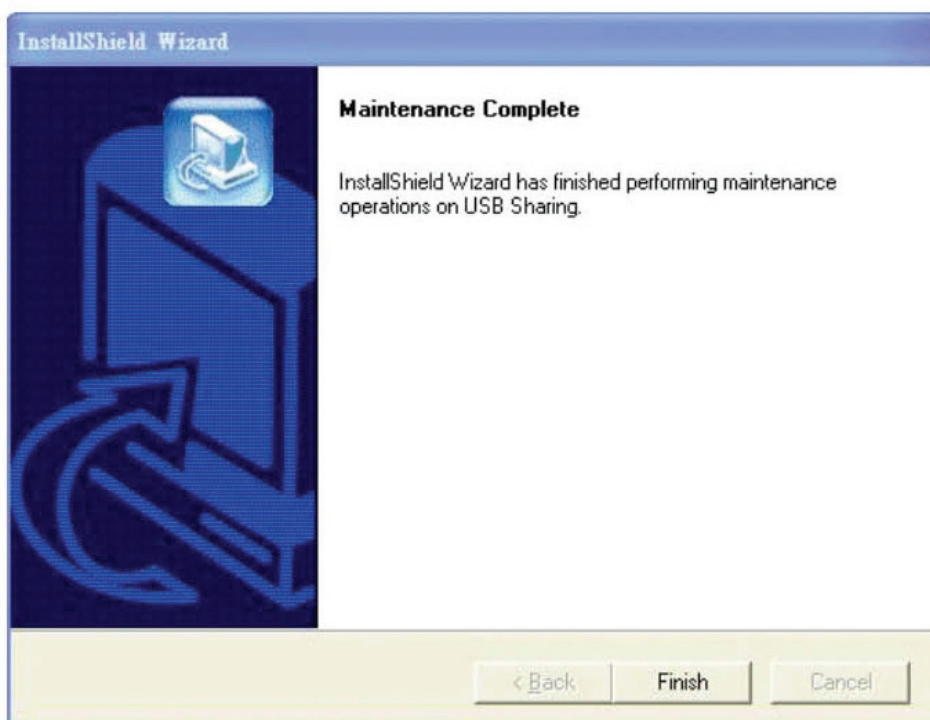 InstallShield Wizard
Maintenance Complete
InstallShield Wizard has finished performing maintenance
operations on USB Sharing.
< Back
Finish
Cancel